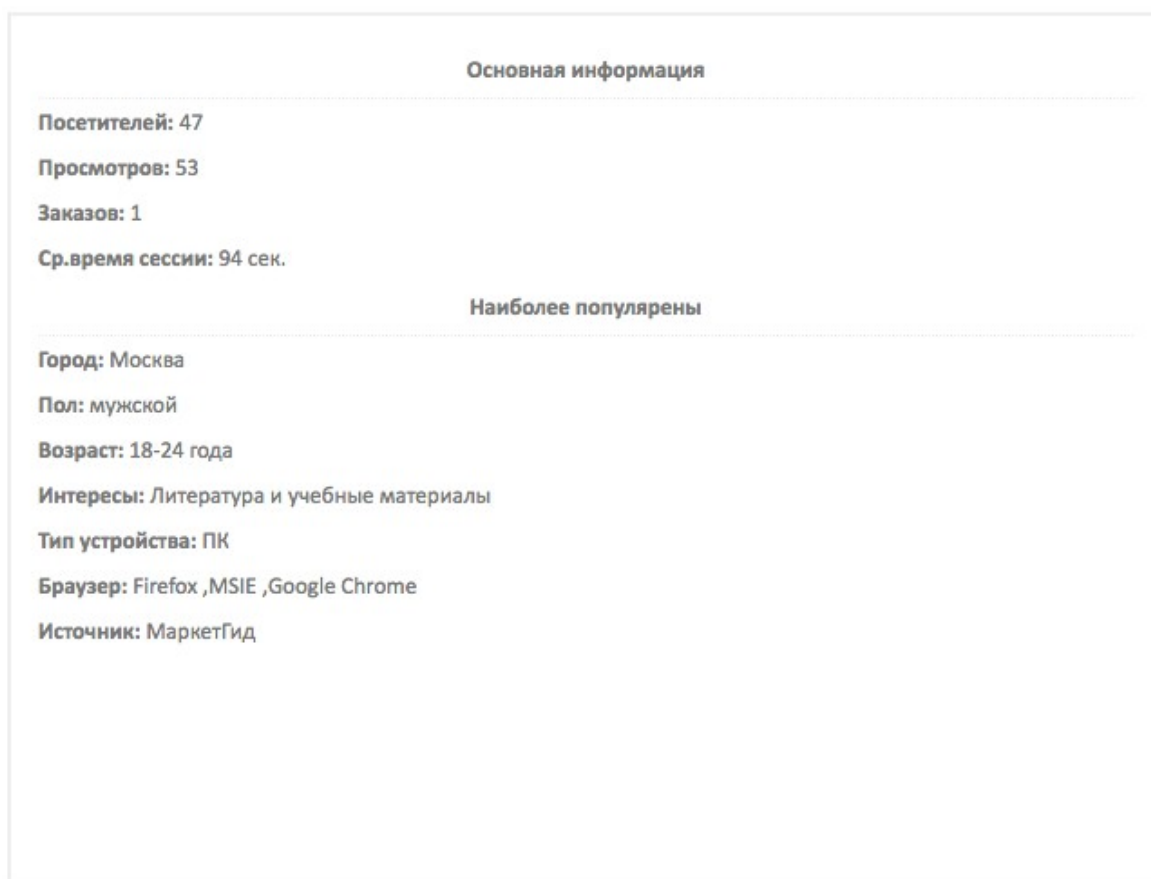 Основная информация
Посетителей: 47
Просмотров: 53
Заказов: 1
Ср.время сессии: 94 сек.
Наиболее популярены
Город: Москва
Пол: мужской
Возраст: 18-24 года
Интересы: Литература и учебные материалы
Тип устройства: ПК
Браузер: Firefox ,MSIE ,Google Chrome
Источник: МаркетГид